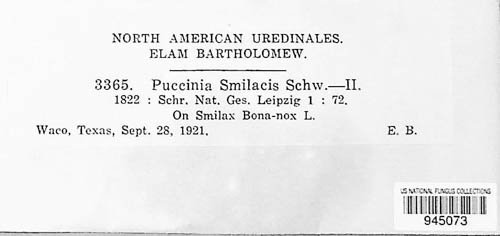 NORTH AMERICAN UREDINALES.
ELAM BARTHOLOMEW.
3365. Puccinia Smilacis Schw.—II.
1822 : Schr. Nat. Ges. Leipzig 1 : 72.
On Smilax Bona-nox L.
Waco, Texas, Sept. 28, 1921. E. B.
US NATIONAL FUNGUS COLLECTIONS
945073